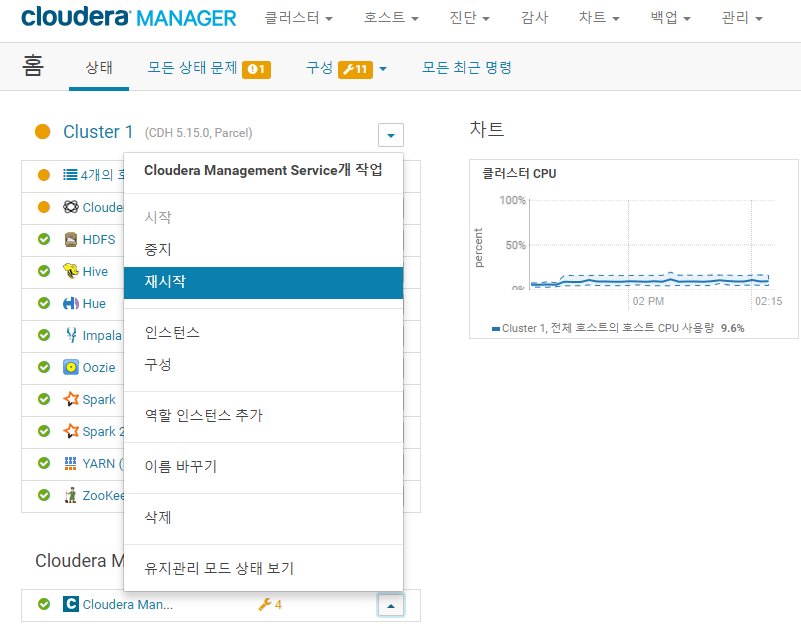 cloudera MANAGER 클러스터 호스트 진단 감사 차트 백업 관리
홈 상태 모든 상태 문제 1 구성 11 모든 최근 명령
Cluster 1 (CDH 5.15.0, Parcel)
4개의 호
Cloude
HDFS
Hive
Hue
Impala
Oozie
Spark
Spark 2
YARN (
ZooKee
Cloudera M
Cloudera Man... 4
Cloudera Management Service개 작업
시작
중지
재시작
인스턴스
구성
역할 인스턴스 추가
이름 바꾸기
삭제
유지관리 모드 상태 보기
차트
클러스터 CPU
percent
100%
50%
0%
02 PM 02:15
Cluster 1, 전체 호스트의 호스트 CPU 사용량 9.6%